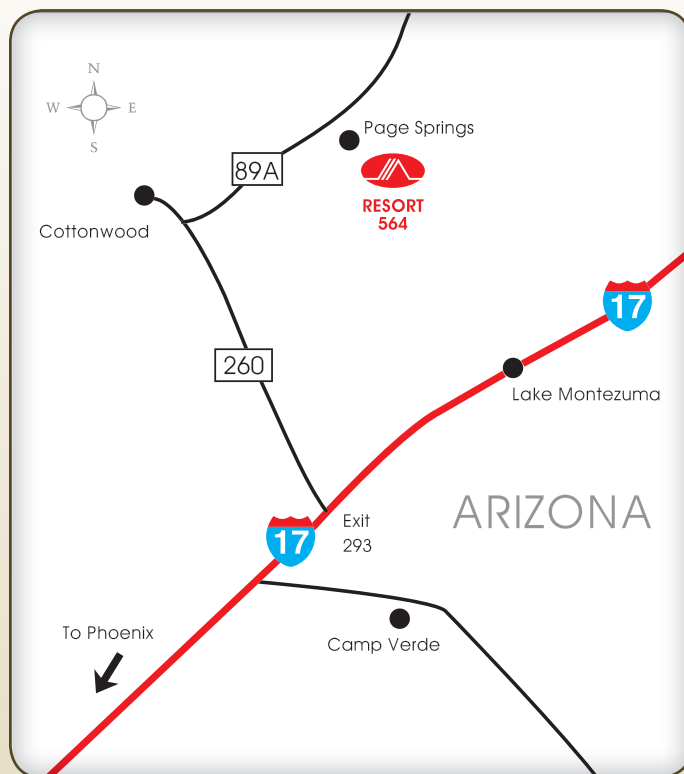 N
W
E
S
Page Springs
89A
RESORT
564
Cottonwood
17
260
Lake Montezuma
ARIZONA
Exit
293
17
To Phoenix
Camp Verde